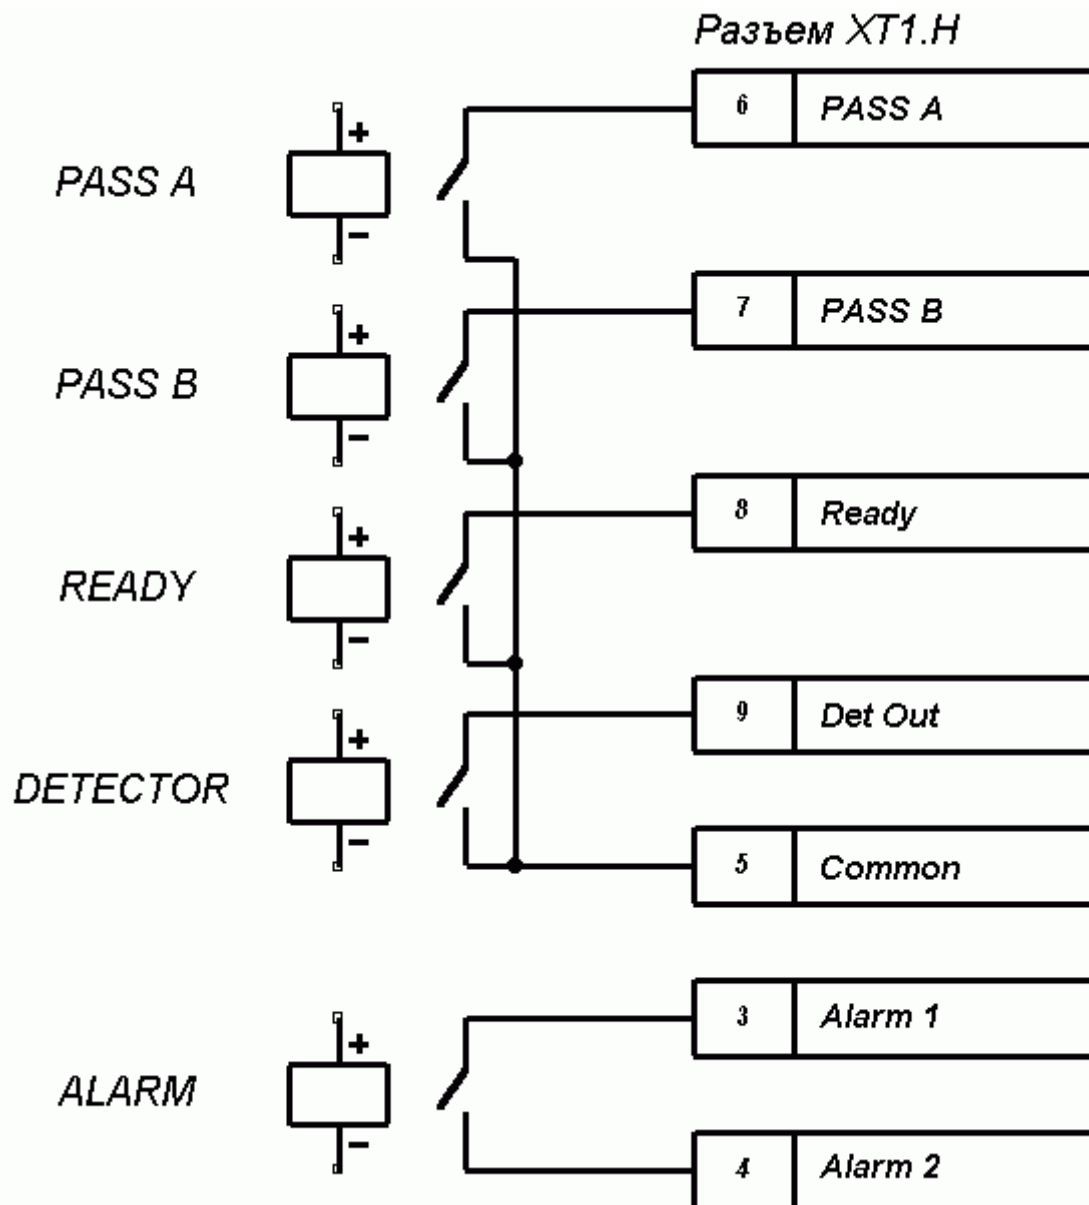 Разъем XT1.H
6 PASS A
PASS A
+
-
7 PASS B
PASS B
+
-
8 Ready
READY
+
-
9 Det Out
DETECTOR
+
-
5 Common
3 Alarm 1
ALARM
+
-
4 Alarm 2